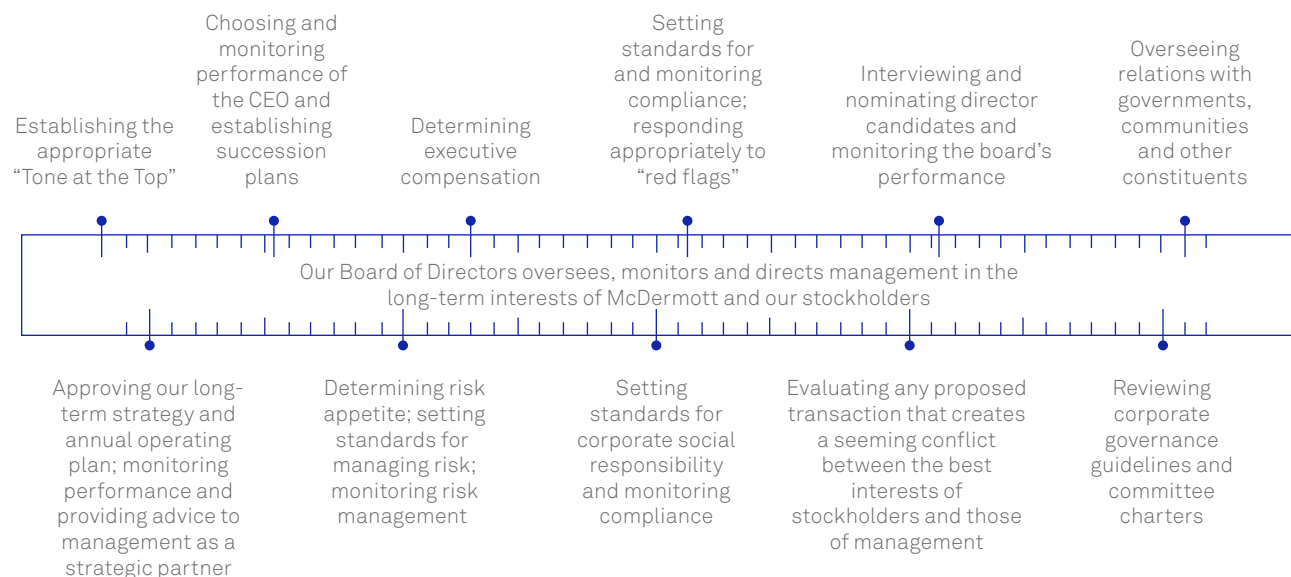 Establishing the
appropriate
“Tone at the Top”
Choosing and
monitoring
performance of
the CEO and
establishing
succession
plans
Determining
executive
compensation
Setting
standards for
and monitoring
compliance;
responding
appropriately to
“red flags”
Interviewing and
nominating director
candidates and
monitoring the board’s
performance
Overseeing
relations with
governments,
communities
and other
constituents
Our Board of Directors oversees, monitors and directs management in the
long-term interests of McDermott and our stockholders
Approving our long-
term strategy and
annual operating
plan; monitoring
performance and
providing advice to
management as a
strategic partner
Determining risk
appetite; setting
standards for
managing risk;
monitoring risk
management
Setting
standards for
corporate social
responsibility
and monitoring
compliance
Evaluating any proposed
transaction that creates
a seeming conflict
between the best
interests of
stockholders and those
of management
Reviewing
corporate
governance
guidelines and
committee
charters